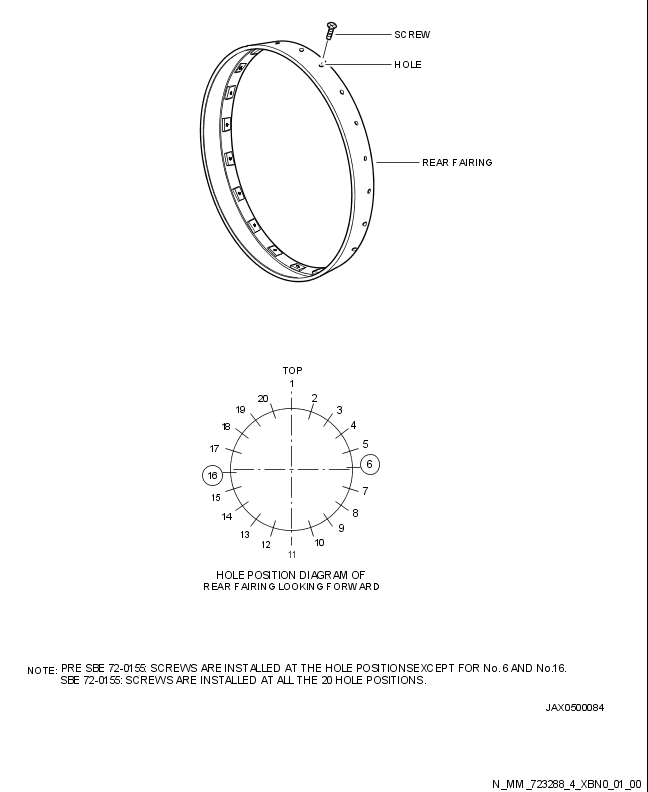 SCREW
HOLE
REAR FAIRING
TOP
1
20 2
19 3
18 4
17 5
16 6
15 7
14 8
13 9
12 10
11
HOLE POSITION DIAGRAM OF
REAR FAIRING LOOKING FORWARD
NOTE: PRE SBE 72-0155: SCREWS ARE INSTALLED AT THE HOLE POSITIONS EXCEPT FOR No. 6 AND No.16.
SBE 72-0155: SCREWS ARE INSTALLED AT ALL THE 20 HOLE POSITIONS.
JAX0500084
N_MM_723288_4_XBN0_01_00